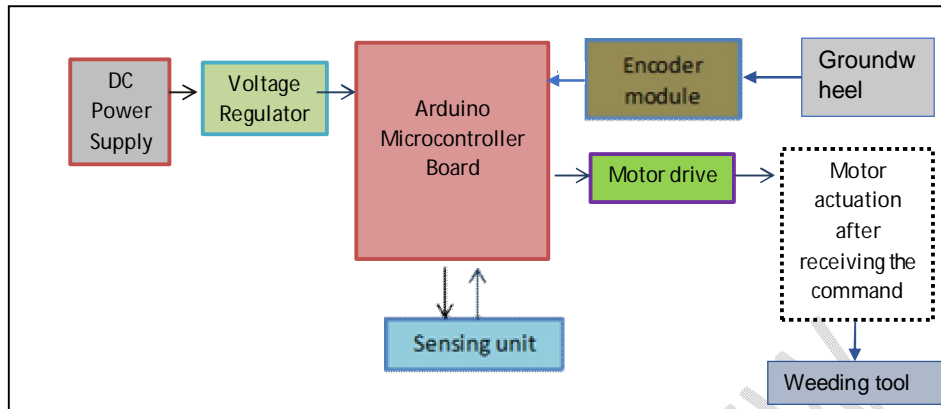 DC
Power
Supply
Voltage
Regulator
Arduino
Microcontroller
Board
Encoder
module
Groundw
heel
Motor drive
Motor
actuation
after
receiving the
command
Sensing unit
Weeding tool